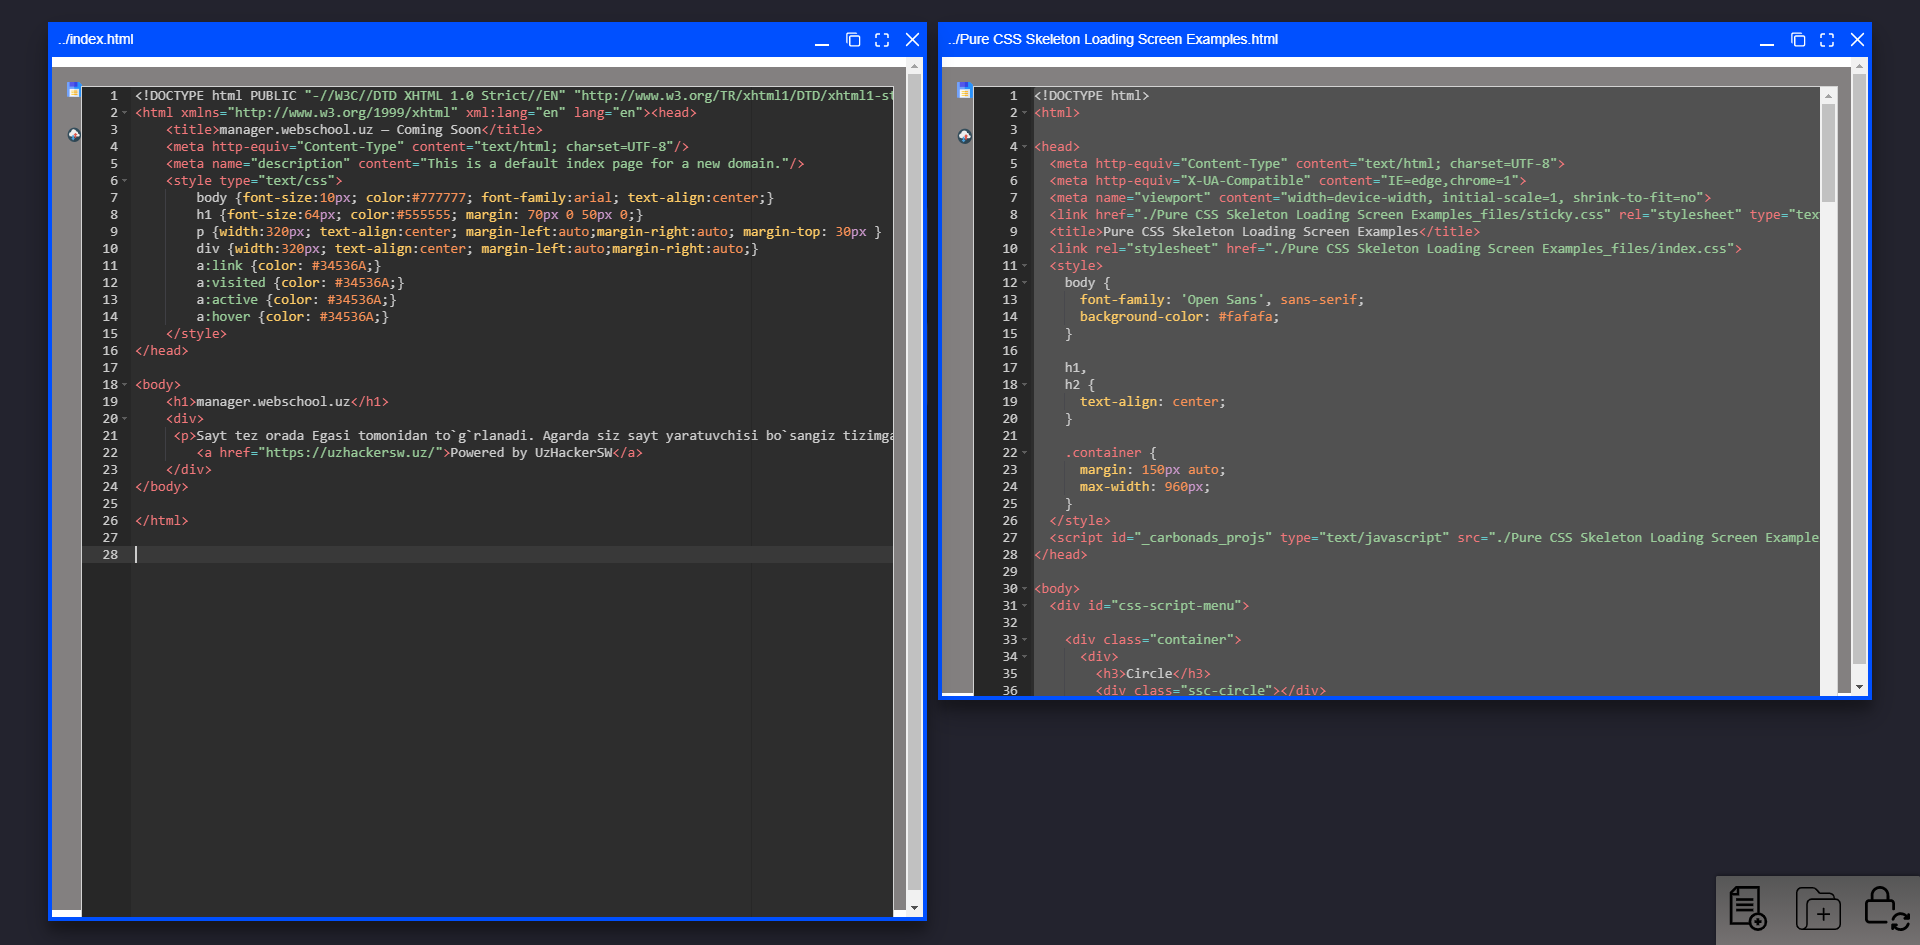 ../index.html
1 <!DOCTYPE html PUBLIC "-//W3C//DTD XHTML 1.0 Strict//EN" "http://www.w3.org/TR/xhtml1/DTD/xhtml1-st
2 <html xmlns="http://www.w3.org/1999/xhtml" xml:lang="en" lang="en"><head>
3 <title>manager.webschool.uz — Coming Soon</title>
4 <meta http-equiv="Content-Type" content="text/html; charset=UTF-8"/>
5 <meta name="description" content="This is a default index page for a new domain."/>
6 <style type="text/css">
7 body {font-size:10px; color:#777777; font-family:arial; text-align:center;}
8 h1 {font-size:64px; color:#555555; margin: 70px 0 50px 0;}
9 p {width:320px; text-align:center; margin-left:auto;margin-right:auto; margin-top: 30px }
10 div {width:320px; text-align:center; margin-left:auto;margin-right:auto;}
11 a:link {color: #34536A;}
12 a:visited {color: #34536A;}
13 a:active {color: #34536A;}
14 a:hover {color: #34536A;}
15 </style>
16 </head>
17
18 <body>
19 <h1>manager.webschool.uz</h1>
20 <div>
21 <p>Sayt tez orada Egasi tomonidan to`g`rlanadi. Agarda siz sayt yaratuvchisi bo`sangiz tizimga
22 <a href="https://uzhackersw.uz/">Powered by UzHackerSW</a>
23 </div>
24 </body>
25
26 </html>
27
28
../Pure CSS Skeleton Loading Screen Examples.html
1 <!DOCTYPE html>
2 <html>
3
4 <head>
5 <meta http-equiv="Content-Type" content="text/html; charset=UTF-8">
6 <meta http-equiv="X-UA-Compatible" content="IE=edge,chrome=1">
7 <meta name="viewport" content="width=device-width, initial-scale=1, shrink-to-fit=no">
8 <link href="./Pure CSS Skeleton Loading Screen Examples_files/sticky.css" rel="stylesheet" type="tex
9 <title>Pure CSS Skeleton Loading Screen Examples</title>
10 <link rel="stylesheet" href="./Pure CSS Skeleton Loading Screen Examples_files/index.css">
11 <style>
12 body {
13 font-family: 'Open Sans', sans-serif;
14 background-color: #fafafa;
15 }
16
17 h1,
18 h2 {
19 text-align: center;
20 }
21
22 .container {
23 margin: 150px auto;
24 max-width: 960px;
25 }
26 </style>
27 <script id="_carbonads_projs" type="text/javascript" src="./Pure CSS Skeleton Loading Screen Example
28 </head>
29
30 <body>
31 <div id="css-script-menu">
32
33 <div class="container">
34 <div>
35 <h3>Circle</h3>
36 <div class="ssc-circle"></div>